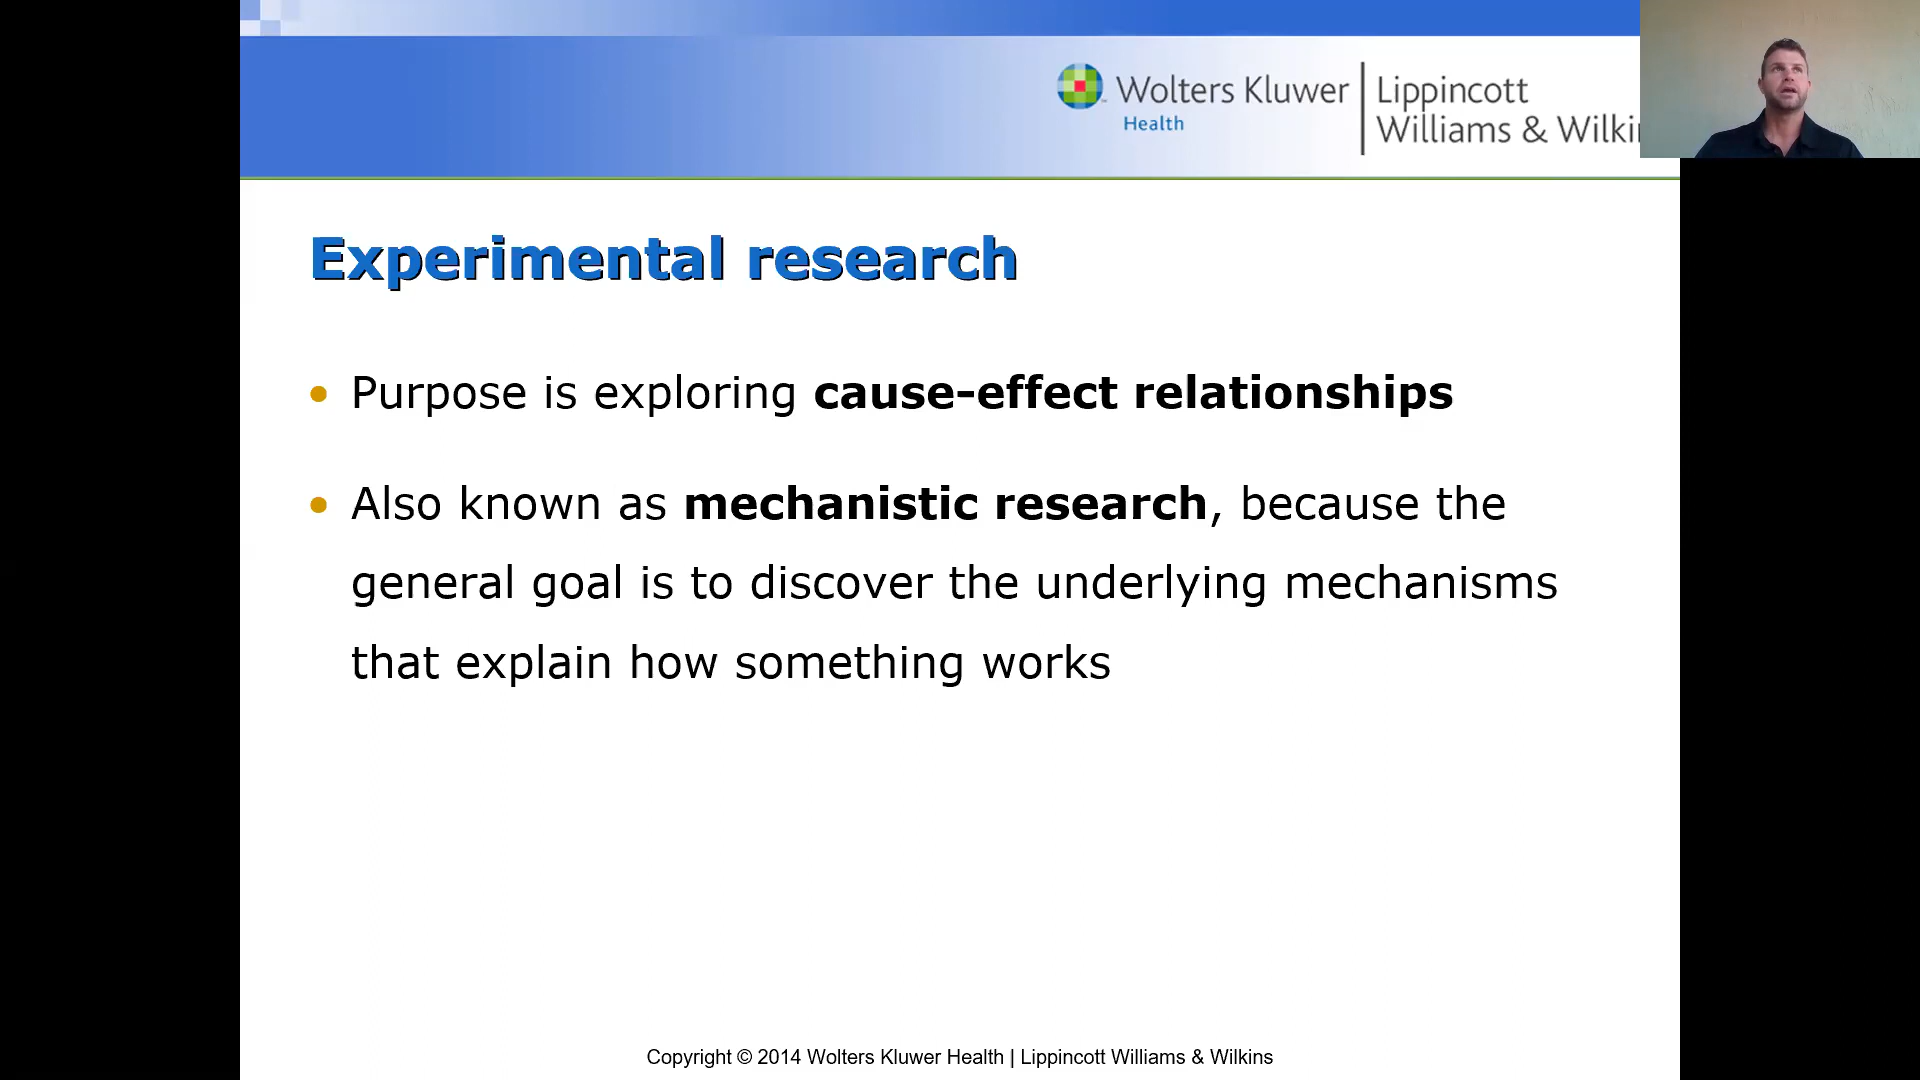 Wolters Kluwer
Health
Lippincott
Williams &
Experimental research
• Purpose is exploring cause-effect relationships
• Also known as mechanistic research, because the
general goal is to discover the underlying mechanisms
that explain how something works
Copyright © 2014 Wolters Kluwer Health | Lippincott Williams & Wilkins